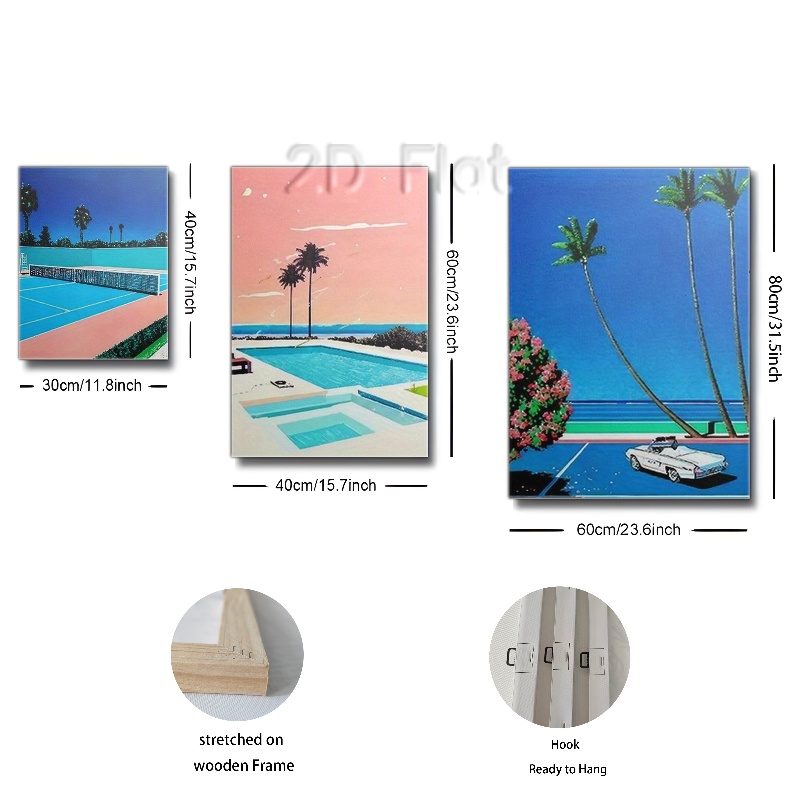 2D Flat
40cm/15.7inch
30cm/11.8inch
60cm/23.6inch
40cm/15.7inch
80cm/31.5inch
60cm/23.6inch
stretched on
wooden Frame
Hook
Ready to Hang